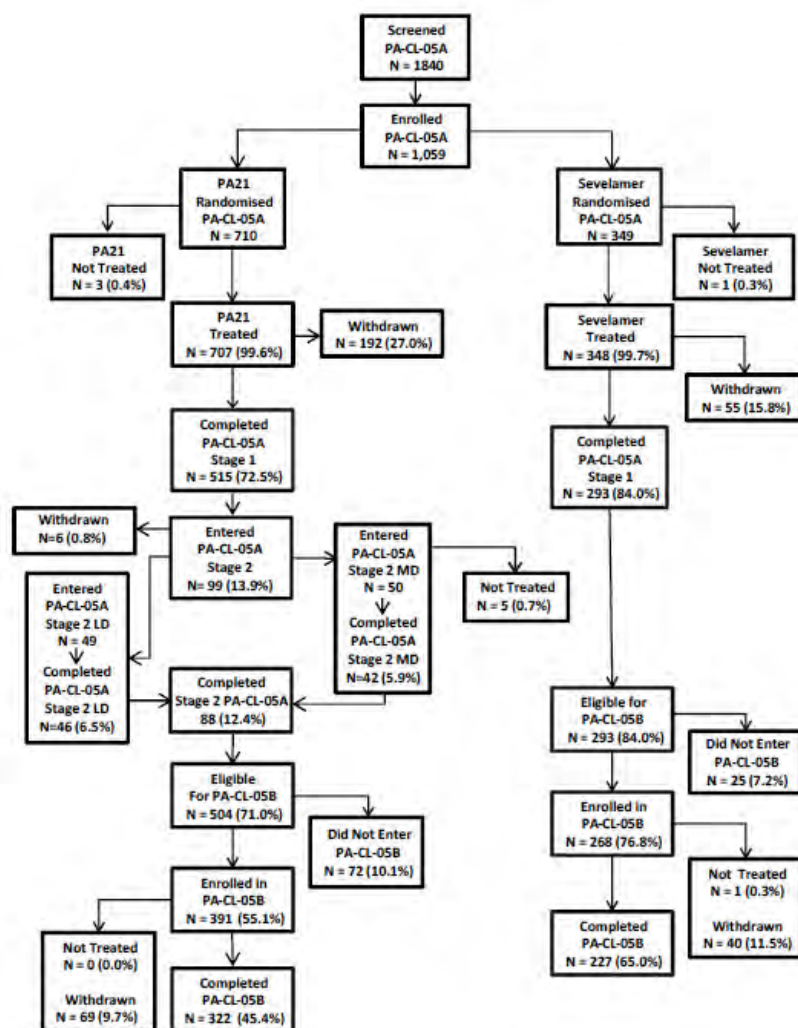 Screened
PA-CL-05A
N = 1840
Enrolled
PA-CL-05A
N = 1,059
PA21
Randomised
PA-CL-05A
N = 710
Sevelamer
Randomised
PA-CL-05A
N = 349
PA21
Not Treated
N = 3 (0.4%)
Sevelamer
Not Treated
N = 1 (0.3%)
PA21
Treated
N = 707 (99.6%)
Withdrawn
N = 192 (27.0%)
Sevelamer
Treated
N = 348 (99.7%)
Withdrawn
N = 55 (15.8%)
Completed
PA-CL-05A
Stage 1
N = 515 (72.5%)
Completed
PA-CL-05A
Stage 1
N = 293 (84.0%)
Withdrawn
N=6 (0.8%)
Entered
PA-CL-05A
Stage 2
N= 99 (13.9%)
Entered
PA-CL-05A
Stage 2 MD
N = 50
Completed
PA-CL-05A
Stage 2 MD
N=42 (5.9%)
Not Treated
N = 5 (0.7%)
Entered
PA-CL-05A
Stage 2 LD
N = 49
Completed
PA-CL-05A
Stage 2 LD
N=46 (6.5%)
Completed
Stage 2 PA-CL-05A
88 (12.4%)
Eligible for
PA-CL-05B
N = 293 (84.0%)
Did Not Enter
PA-CL-05B
N = 25 (7.2%)
Eligible
For PA-CL-05B
N = 504 (71.0%)
Did Not Enter
PA-CL-05B
N = 72 (10.1%)
Enrolled in
PA-CL-05B
N = 268 (76.8%)
Not Treated
N = 1 (0.3%)
Withdrawn
N = 40 (11.5%)
Enrolled in
PA-CL-05B
N = 391 (55.1%)
Completed
PA-CL-05B
N = 227 (65.0%)
Not Treated
N = 0 (0.0%)
Withdrawn
N = 69 (9.7%)
Completed
PA-CL-05B
N = 322 (45.4%)